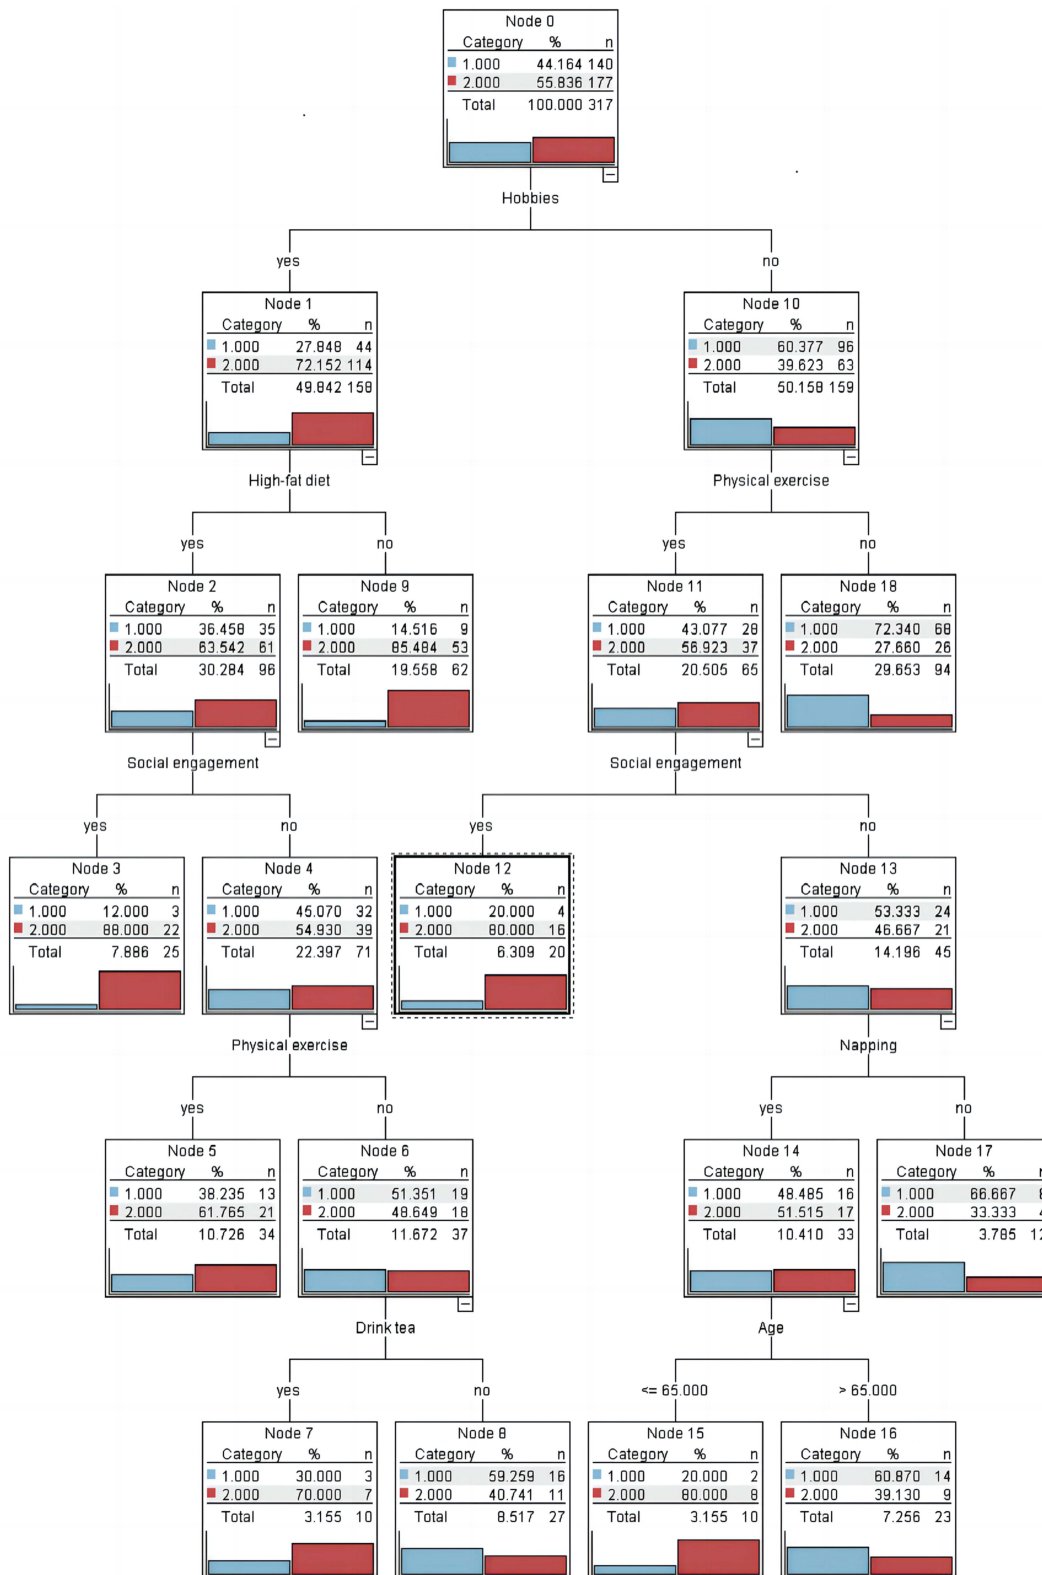 Node 0
Category % n
1.000 44.164 140
2.000 55.836 177
Total 100.000 317
Hobbies
yes
no
Node 1
Category % n
1.000 27.848 44
2.000 72.152 114
Total 49.842 158
Node 10
Category % n
1.000 60.377 96
2.000 39.623 63
Total 50.158 159
High-fat diet
Physical exercise
yes
no
yes
no
Node 2
Category % n
1.000 36.458 35
2.000 63.542 61
Total 30.284 96
Node 9
Category % n
1.000 14.516 9
2.000 85.484 53
Total 19.558 62
Node 11
Category % n
1.000 43.077 28
2.000 56.923 37
Total 20.505 65
Node 18
Category % n
1.000 72.340 68
2.000 27.660 26
Total 29.653 94
Social engagement
Social engagement
yes
no
yes
no
Node 3
Category % n
1.000 12.000 3
2.000 88.000 22
Total 7.886 25
Node 4
Category % n
1.000 45.070 32
2.000 54.930 39
Total 22.397 71
Node 12
Category % n
1.000 20.000 4
2.000 80.000 16
Total 6.309 20
Node 13
Category % n
1.000 53.333 24
2.000 46.667 21
Total 14.196 45
Physical exercise
Napping
yes
no
yes
no
Node 5
Category % n
1.000 38.235 13
2.000 61.765 21
Total 10.726 34
Node 6
Category % n
1.000 51.351 19
2.000 48.649 18
Total 11.672 37
Node 14
Category % n
1.000 48.485 16
2.000 51.515 17
Total 10.410 33
Node 17
Category %
1.000 66.667
2.000 33.333
Total 3.785
Drink tea
Age
yes
no
<= 65.000
> 65.000
Node 7
Category % n
1.000 30.000 3
2.000 70.000 7
Total 3.155 10
Node 8
Category % n
1.000 59.259 16
2.000 40.741 11
Total 8.517 27
Node 15
Category % n
1.000 20.000 2
2.000 80.000 8
Total 3.155 10
Node 16
Category % n
1.000 60.870 14
2.000 39.130 9
Total 7.256 23